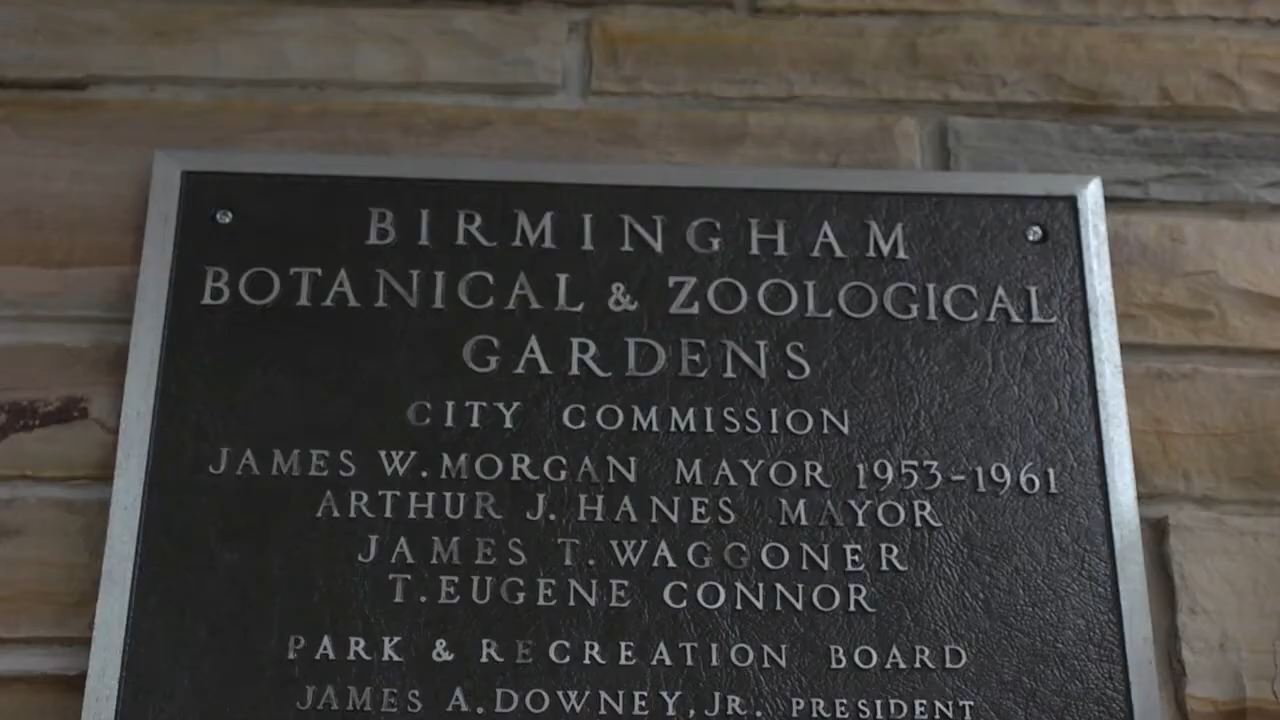 BIRMINGHAM
BOTANICAL & ZOOLOGICAL
GARDENS
CITY COMMISSION
JAMES W. MORGAN MAYOR 1953-1961
ARTHUR J. HANES MAYOR
JAMES T. WAGGONER
T. EUGENE CONNOR
PARK & RECREATION BOARD
JAMES A. DOWNEY, JR. PRESIDENT